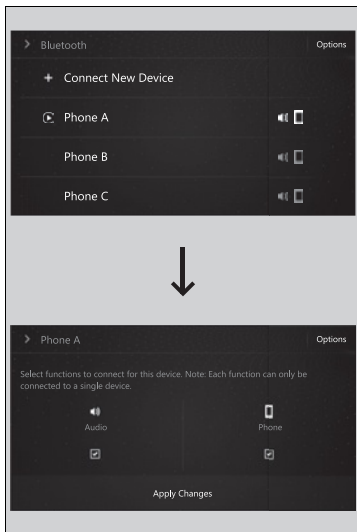 Bluetooth
Options
Connect New Device
Phone A
Phone B
Phone C
Phone A
Options
Select functions to connect for this device. Note: Each function can only be
connected to a single device.
Audio
Phone
Apply Changes